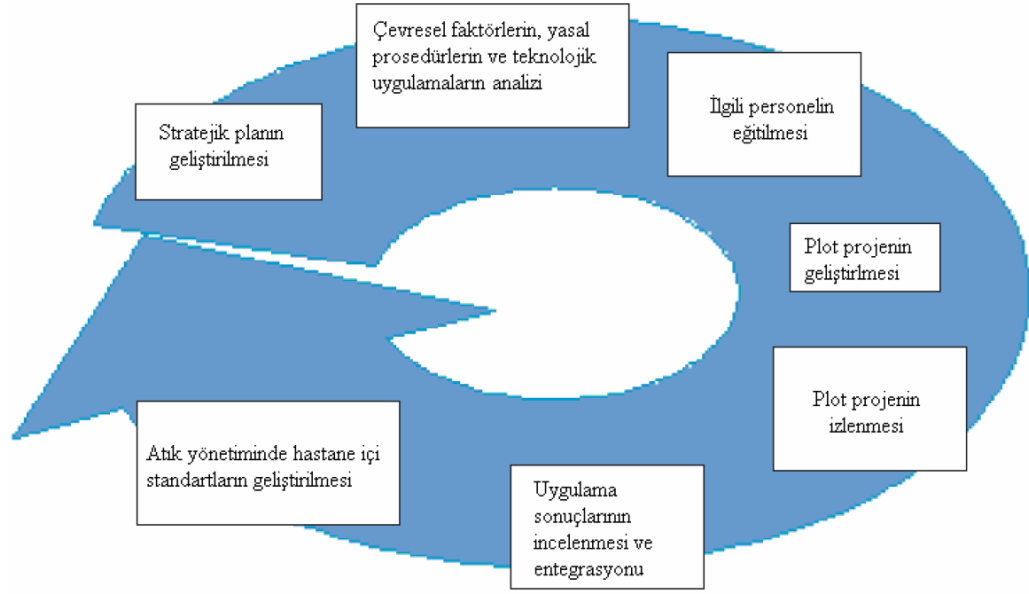 Çevresel faktörlerin, yasal
prosedürlerin ve teknolojik
uygulamaların analizi
Stratejik planın
geliştirilmesi
İlgili personelin
eğitilmesi
Plot projenin
geliştirlmesi
Plot projenin
izlenmesi
Atık yönetiminde hastane içi
standartların geliştirilmesi
Uygulama
sonuçlarının
incelenmesi ve
entegrasyonu